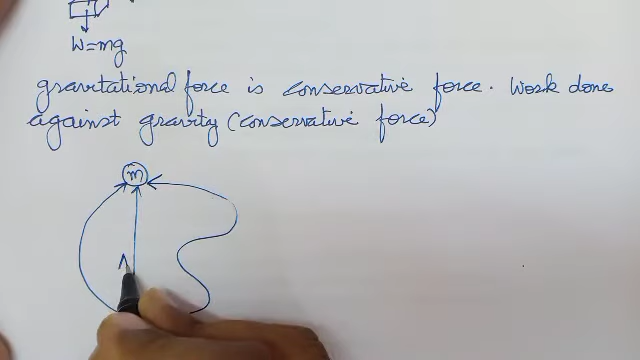 W=mg
gravitational force is conservative force. Work done
against gravity (conservative force)
m